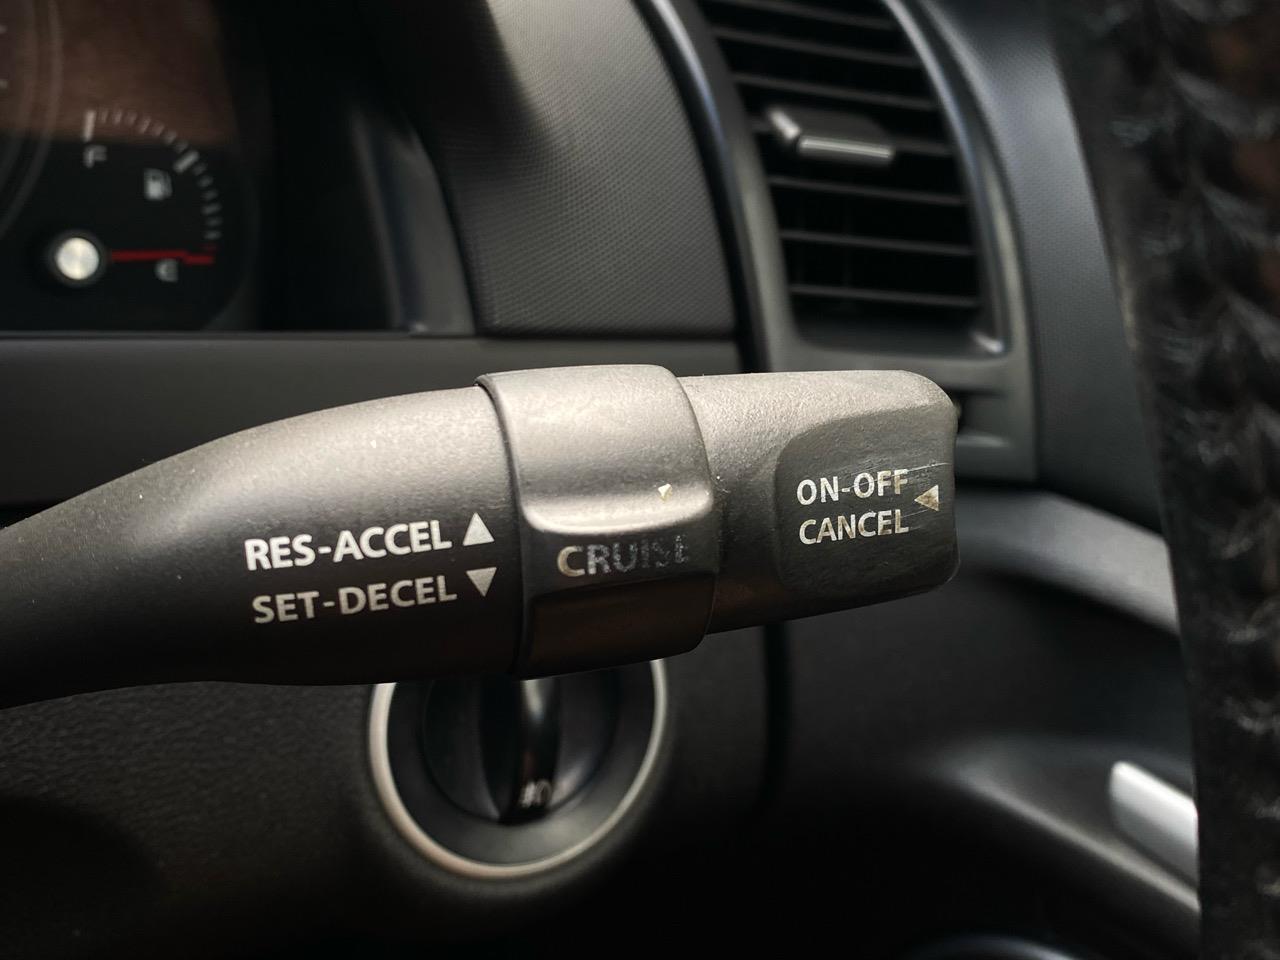 F
E
RES-ACCEL ▲
SET-DECEL ▼
CRUISE
ON-OFF
CANCEL ◀